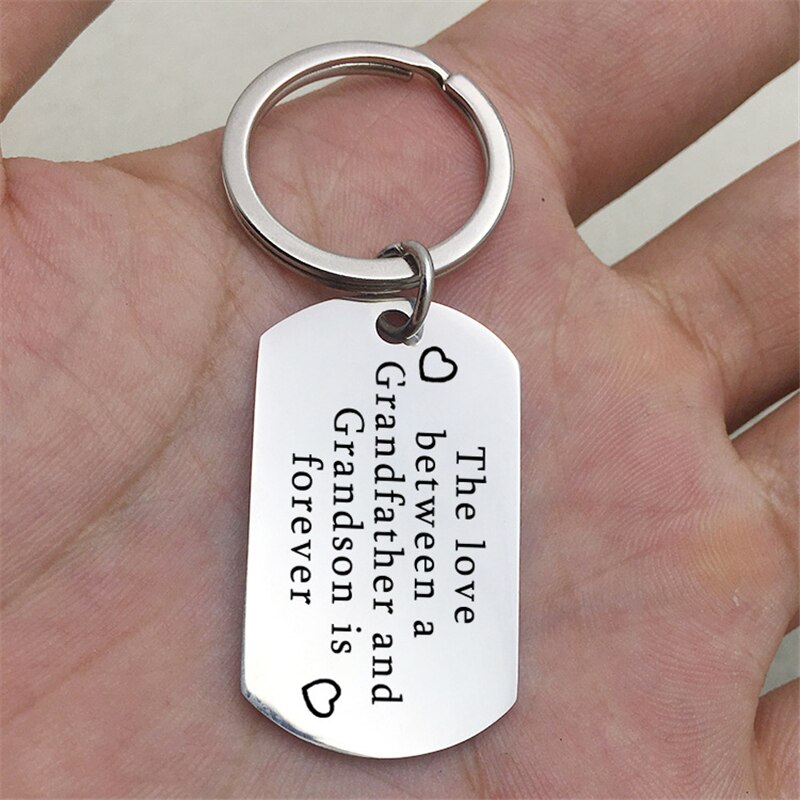 The love
between a
Grandfather and
Grandson is
forever